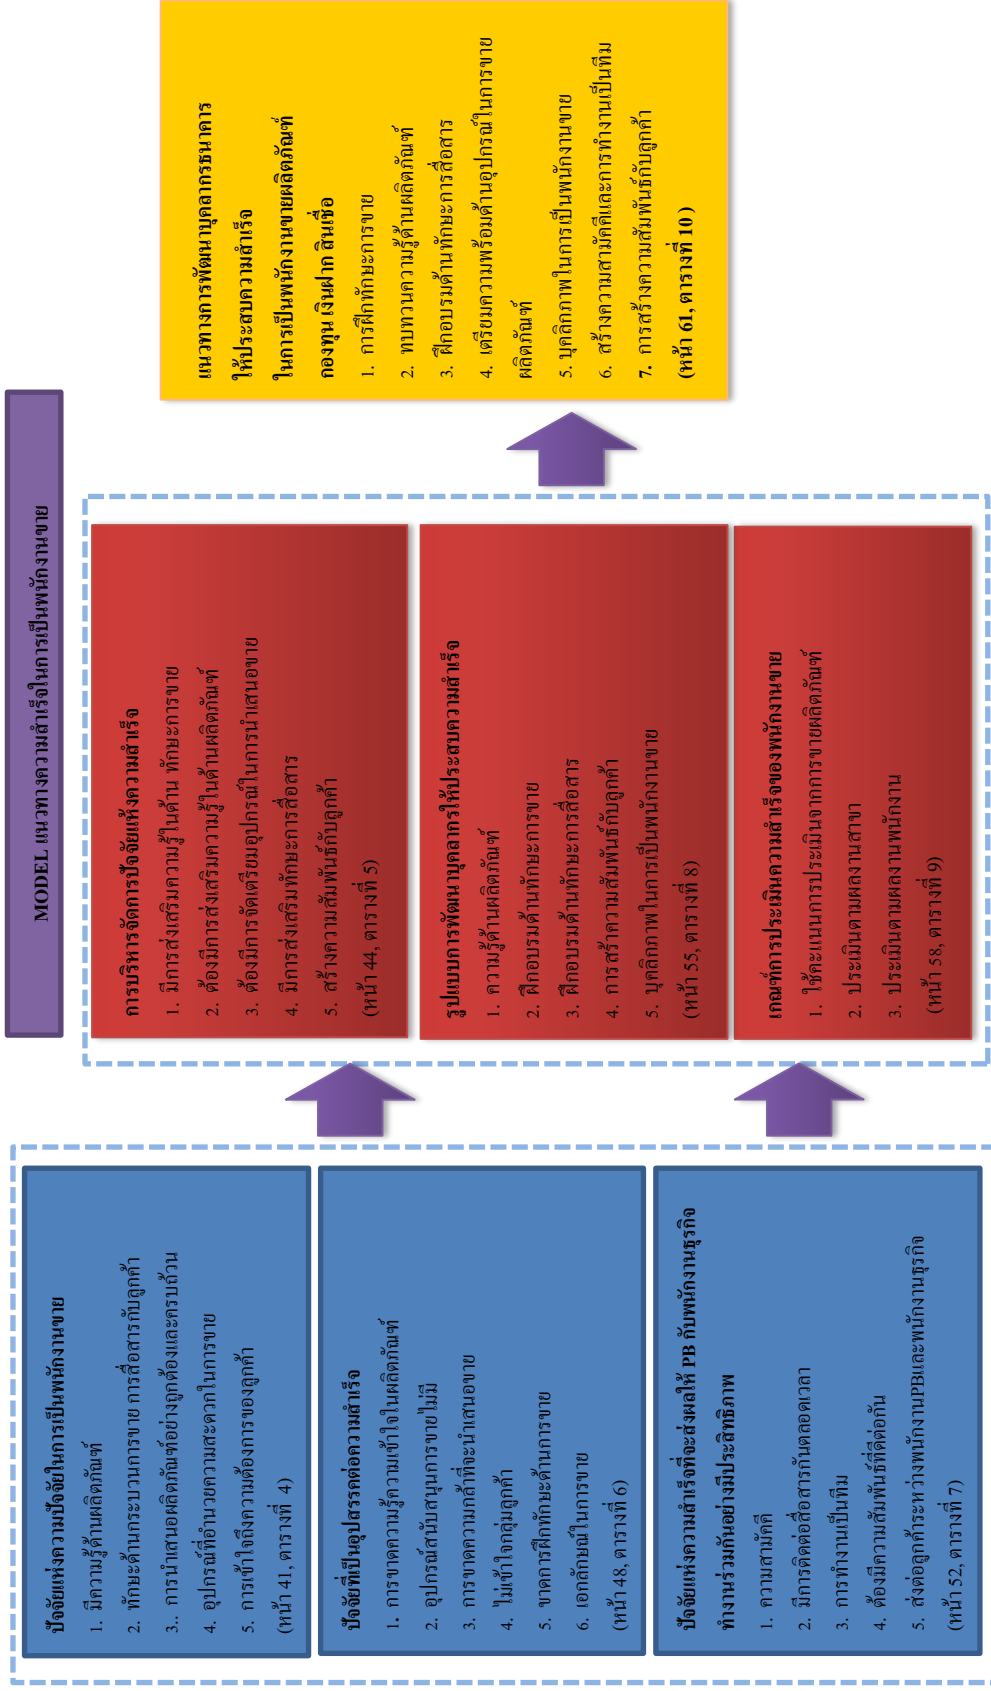 MODEL แนวทางความสำเร็จในการเป็นพนักงานขาย
ปัจจัยแห่งความปัจจัยในการเป็นพนักงานขาย
1. มีความรู้ด้านผลิตภัณฑ์
2. ทักษะด้านกระบวนการขาย การสื่อสารกับลูกค้า
3.. การนำเสนอผลิตภัณฑ์อย่างถูกต้องและครบถ้วน
4. อุปกรณ์ที่อำนวยความสะดวกในการขาย
5. การเข้าใจถึงความต้องการของลูกค้า
(หน้า 41, ตารางที่ 4)
ปัจจัยที่เป็นอุปสรรคต่อความสำเร็จ
1. การขาดความรู้ความเข้าใจในผลิตภัณฑ์
2. อุปกรณ์สนับสนุนการขายไม่มี
3. การขาดความกล้าที่จะนำเสนอขาย
4. ไม่เข้าใจกลุ่มลูกค้า
5. ขาดการฝึกทักษะด้านการขาย
6. เอกลักษณ์ในการขาย
(หน้า 48, ตารางที่ 6)
ปัจจัยแห่งความสำเร็จที่จะส่งผลให้ PB กับพนักงานธุรกิจ
ทำงานร่วมกันอย่างมีประสิทธิภาพ
1. ความสามัคคี
2. มีการติดต่อสื่อสารกันตลอดเวลา
3. การทำงานเป็นทีม
4. ต้องมีความสัมพันธ์ที่ดีต่อกัน
5. ส่งต่อลูกค้าระหว่างพนักงานPBและพนักงานธุรกิจ
(หน้า 52, ตารางที่ 7)
การบริหารจัดการปัจจัยแห่งความสำเร็จ
1. มีการส่งเสริมความรู้ในด้าน ทักษะการขาย
2. ต้องมีการส่งเสริมความรู้ในด้านผลิตภัณฑ์
3. ต้องมีการจัดเตรียมอุปกรณ์ในการนำเสนอขาย
4. มีการส่งเสริมทักษะการสื่อสาร
5. สร้างความสัมพันธ์กับลูกค้า
(หน้า 44, ตารางที่ 5)
รูปแบบการพัฒนาบุคลากรให้ประสบความสำเร็จ
1. ความรู้ด้านผลิตภัณฑ์
2. ฝึกอบรมด้านทักษะการขาย
3. ฝึกอบรมด้านทักษะการสื่อสาร
4. การสร้าความสัมพันธ์กับลูกค้า
5. บุคลิกภาพในการเป็นพนักงานขาย
(หน้า 55, ตารางที่ 8)
เกณฑ์การประเมินความสำเร็จของพนักงานขาย
1. ใช้คะแนนการประเมินจากการขายผลิตภัณฑ์
2. ประเมินตามผลงานสาขา
3. ประเมินตามผลงานพนักงาน
(หน้า 58, ตารางที่ 9)
แนวทางการพัฒนาบุคลากรธนาคาร
ให้ประสบความสำเร็จ
ในการเป็นพนักงานขายผลิตภัณฑ์
กองทุน เงินฝาก สินเชื่อ
1. การฝึกทักษะการขาย
2. ทบทวนความรู้ด้านผลิตภัณฑ์
3. ฝึกอบรมด้านทักษะการสื่อสาร
4. เตรียมความพร้อมด้านอุปกรณ์ในการขาย
ผลิตภัณฑ์
5. บุคลิกภาพในการเป็นพนักงานขาย
6. สร้างความสามัคคีและการทำงานเป็นทีม
7. การสร้างความสัมพันธ์กับลูกค้า
(หน้า 61, ตารางที่ 10 )